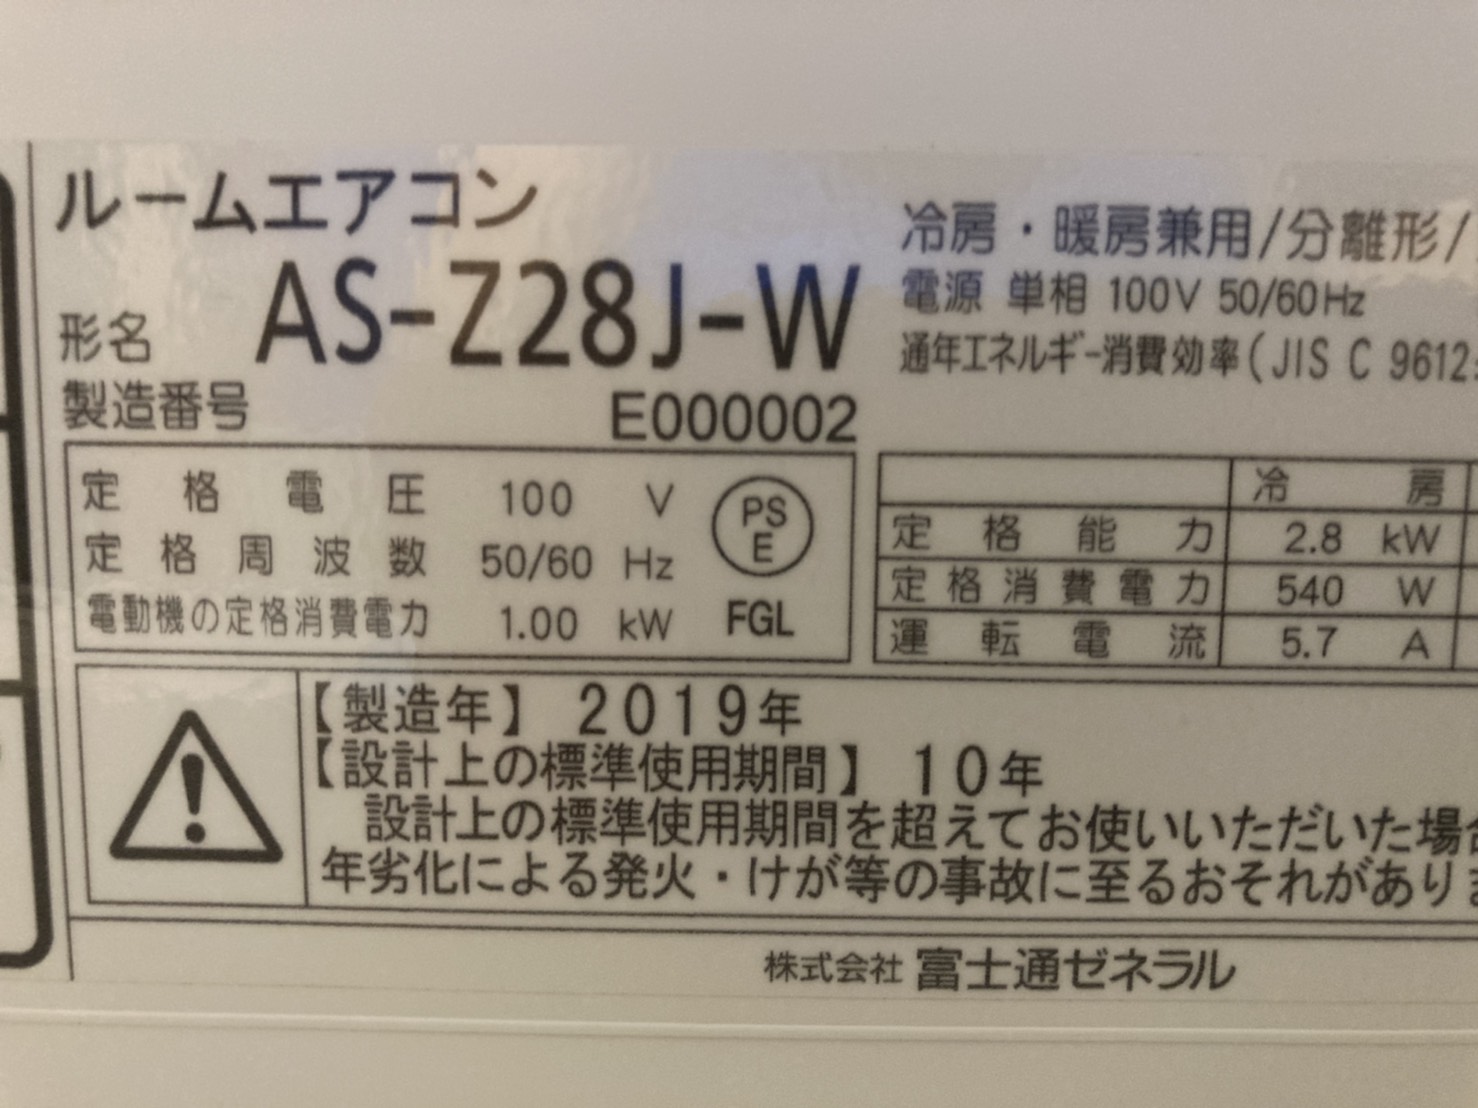 ルームエアコン
形名 AS-Z28J-W
製造番号 E000002
冷房・暖房兼用/分離形/
電源 単相 100V 50/60Hz
通年エネルギー消費効率(JIS C 9612:
定格電圧 100 V
定格周波数 50/60 Hz
電動機の定格消費電力 1.00 kW
PS
E
FGL
冷房
定格能力 2.8 kW
定格消費電力 540 W
運転電流 5.7 A
【製造年】 2019年
【設計上の標準使用期間】 10年
設計上の標準使用期間を超えてお使いいただいた場合
年劣化による発火・けが等の事故に至るおそれがありま
株式会社 富士通ゼネラル